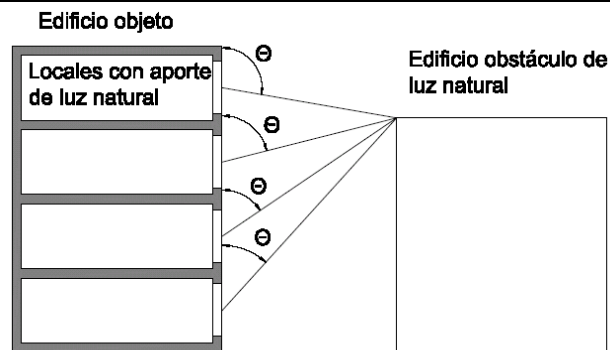 Edificio objeto
Locales con aporte
de luz natural
Edificio obstáculo de
luz natural
Θ
Θ
Θ
Θ